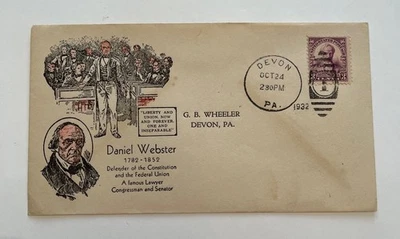 "LIBERTY AND
UNION NOW
AND FOREVER,
ONE AND
INSEPARABLE"
Daniel Webster
1782 - 1852
Defender of the Constitution
and the Federal Union
A famous Lawyer
Congressman and Senator
G. B. WHEELER
DEVON, PA.
DEVON
OCT 24
2 30 PM
PA.
1932